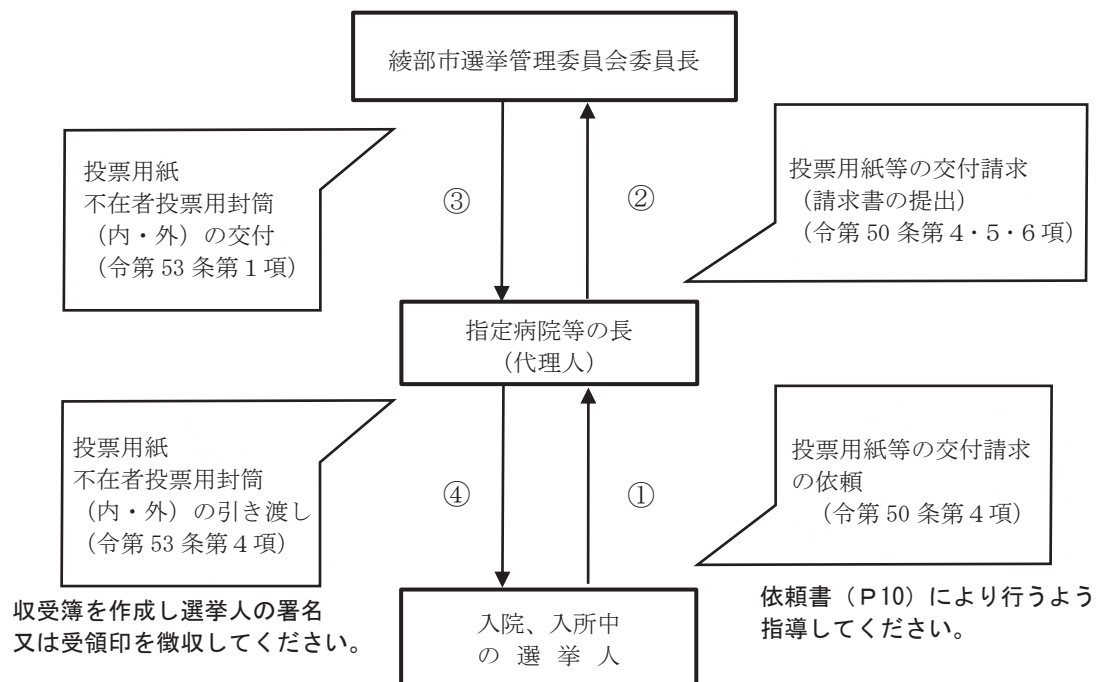 綾部市選挙管理委員会委員長
投票用紙
不在者投票用封筒
(内・外)の交付
(令第 53 条第1項)
③
②
投票用紙等の交付請求
(請求書の提出)
(令第 50 条第4・5・6項)
指定病院等の長
(代理人)
投票用紙
不在者投票用封筒
(内・外)の引き渡し
(令第 53 条第4項)
④
①
投票用紙等の交付請求
の依頼
(令第 50 条第4項)
収受簿を作成し選挙人の署名
又は受領印を徴収してください。
入院、入所中
の 選 挙 人
依頼書(P10)により行うよう
指導してください。